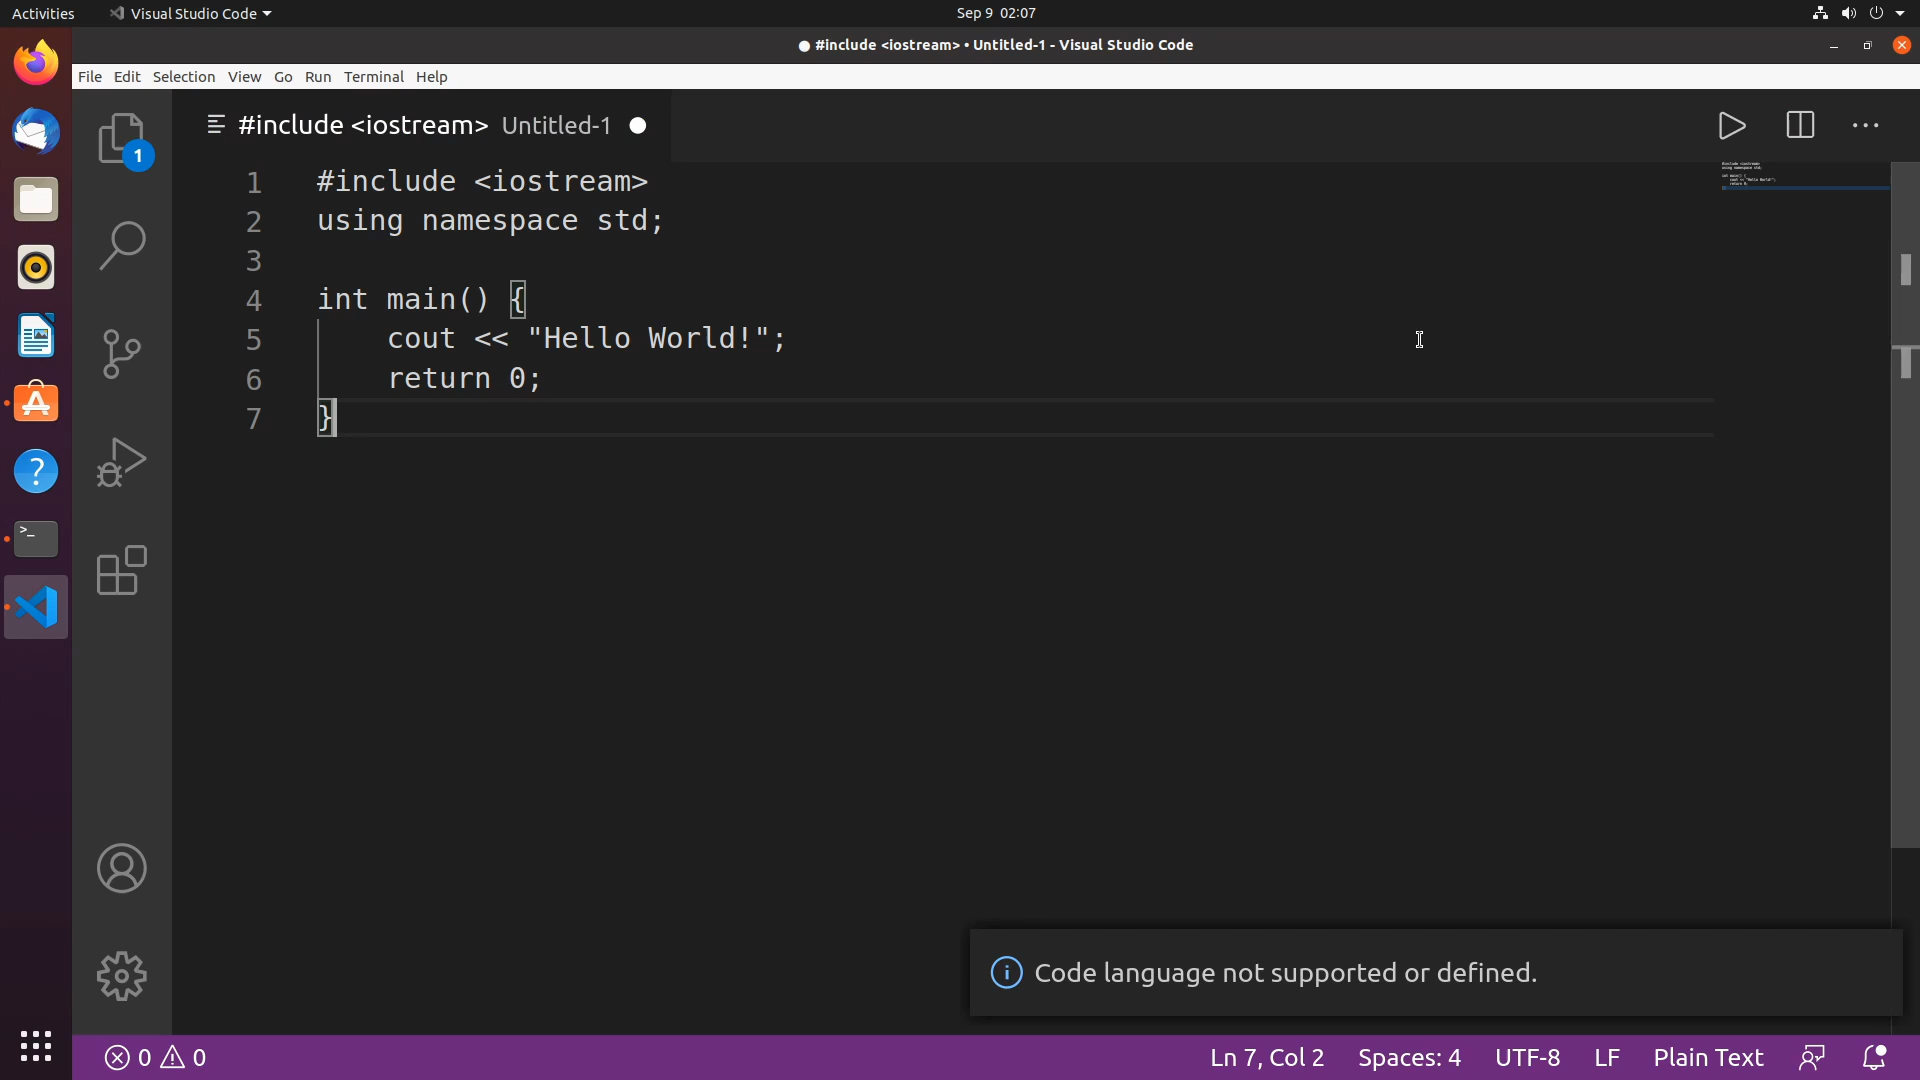 Activities Visual Studio Code Sep 9 02:07
#include <iostream> • Untitled-1 - Visual Studio Code
File Edit Selection View Go Run Terminal Help
#include <iostream> Untitled-1
1
1 #include <iostream>
2 using namespace std;
3
4 int main() {
5 cout << "Hello World!";
6 return 0;
7 }
Code language not supported or defined.
0 0 Ln 7, Col 2 Spaces: 4 UTF-8 LF Plain Text